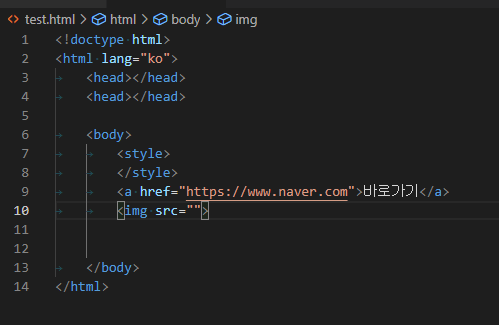 test.html > html > body > img
1 <!doctype html>
2 <html lang="ko">
3 <head></head>
4 <head></head>
5
6 <body>
7 <style>
8 </style>
9 <a href="https://www.naver.com">바로가기</a>
10 <img src="">
11
12
13 </body>
14 </html>